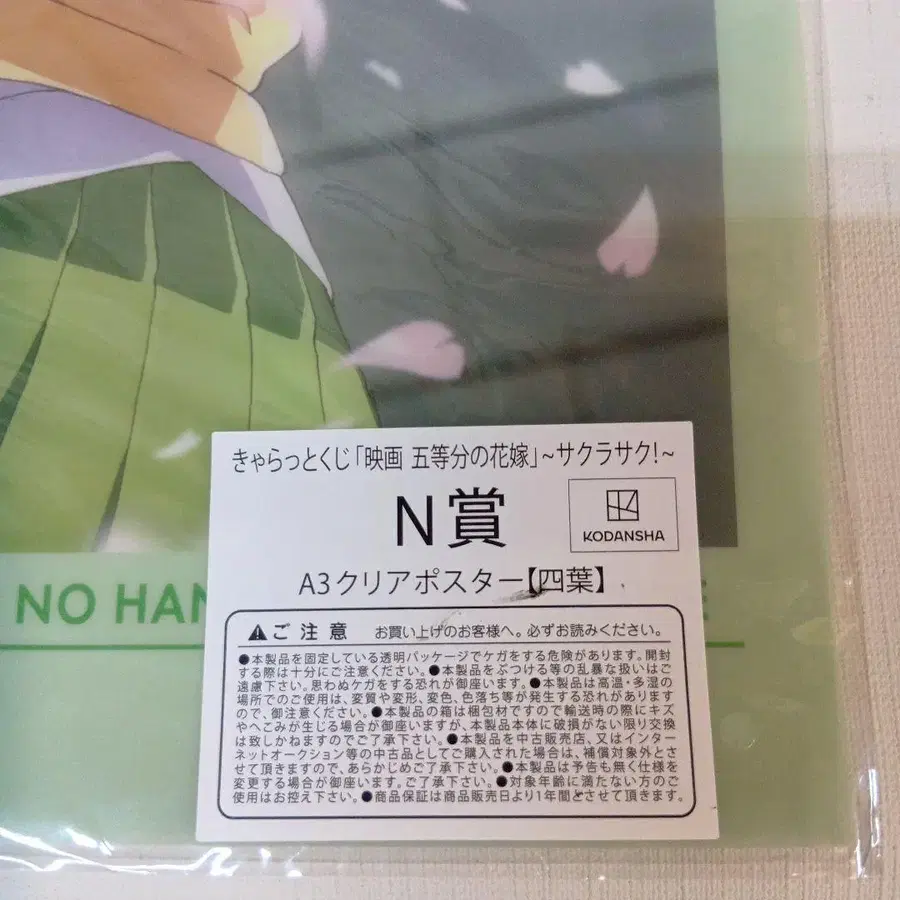 きゃらっとくじ「映画 五等分の花嫁」~サクラサク!~
N賞
KODANSHA
A3クリアポスター【四葉】
NO HAN
⚠ご注意 お買い上げのお客様へ。必ずお読みください。
●本製品を固定している透明パッケージでケガをする危険があります。開封
する際は十分にご注意ください。●本製品をぶつける等の乱暴な扱いはご
遠慮下さい。思わぬケガをする恐れが御座います。●本製品は高温・多湿の
場所でのご使用は、変質や変形、変色、色落ち等が発生する恐れがあります
ので、御注意ください。●本製品の箱は梱包材ですので輸送時の際にキズ
やへこみが生じる場合が御座いますが、本製品本体に破損がない限り交換
は致しかねますのでご了承下さい。●本製品を中古販売店、又はインター
ネットオークション等の中古品としてご購入された場合は、補償対象外とさ
せて頂きますので、あらかじめご了承下さい。●本製品は予告も無く仕様を
変更する場合が御座います。ご了承下さい。●対象年齢に満たない方のご
使用はお控え下さい。●商品保証は商品販売日より1年間とさせて頂きます。